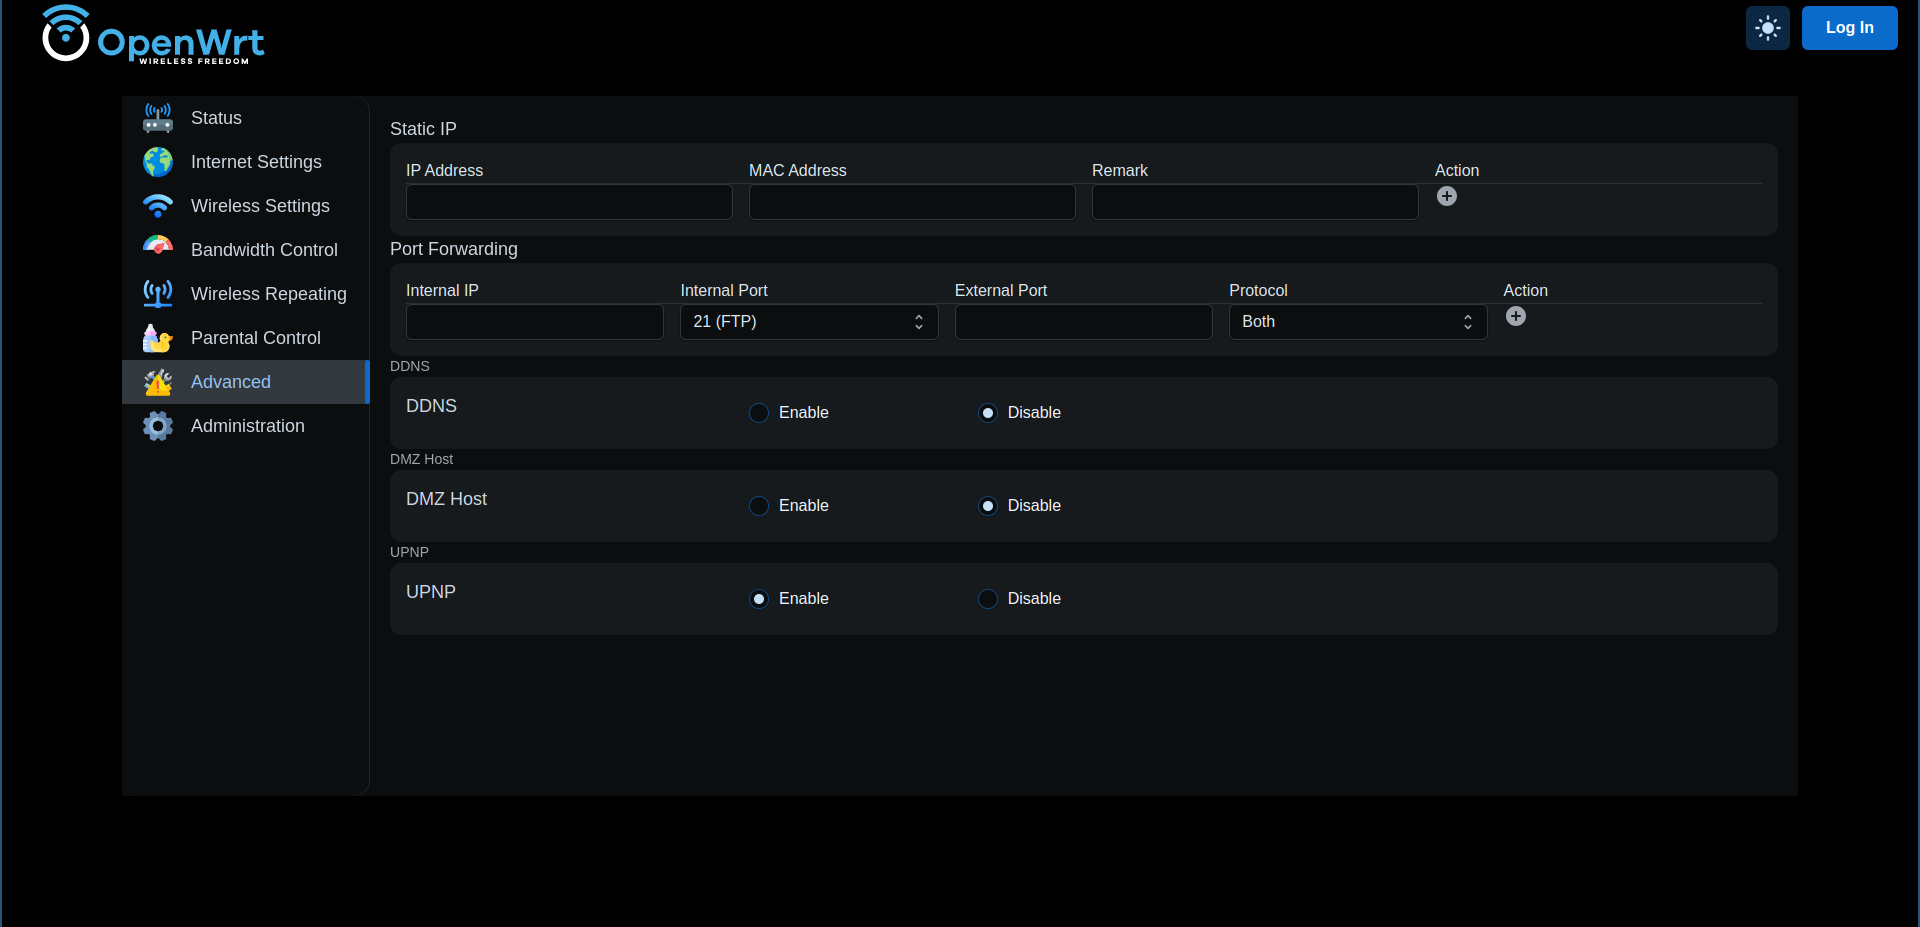 OpenWrt
WIRELESS FREEDOM
Log In
Status
Internet Settings
Wireless Settings
Bandwidth Control
Wireless Repeating
Parental Control
Advanced
Administration
Static IP
IP Address MAC Address Remark Action
Port Forwarding
Internal IP Internal Port External Port Protocol Action
21 (FTP) Both
DDNS
DDNS Enable Disable
DMZ Host
DMZ Host Enable Disable
UPNP
UPNP Enable Disable